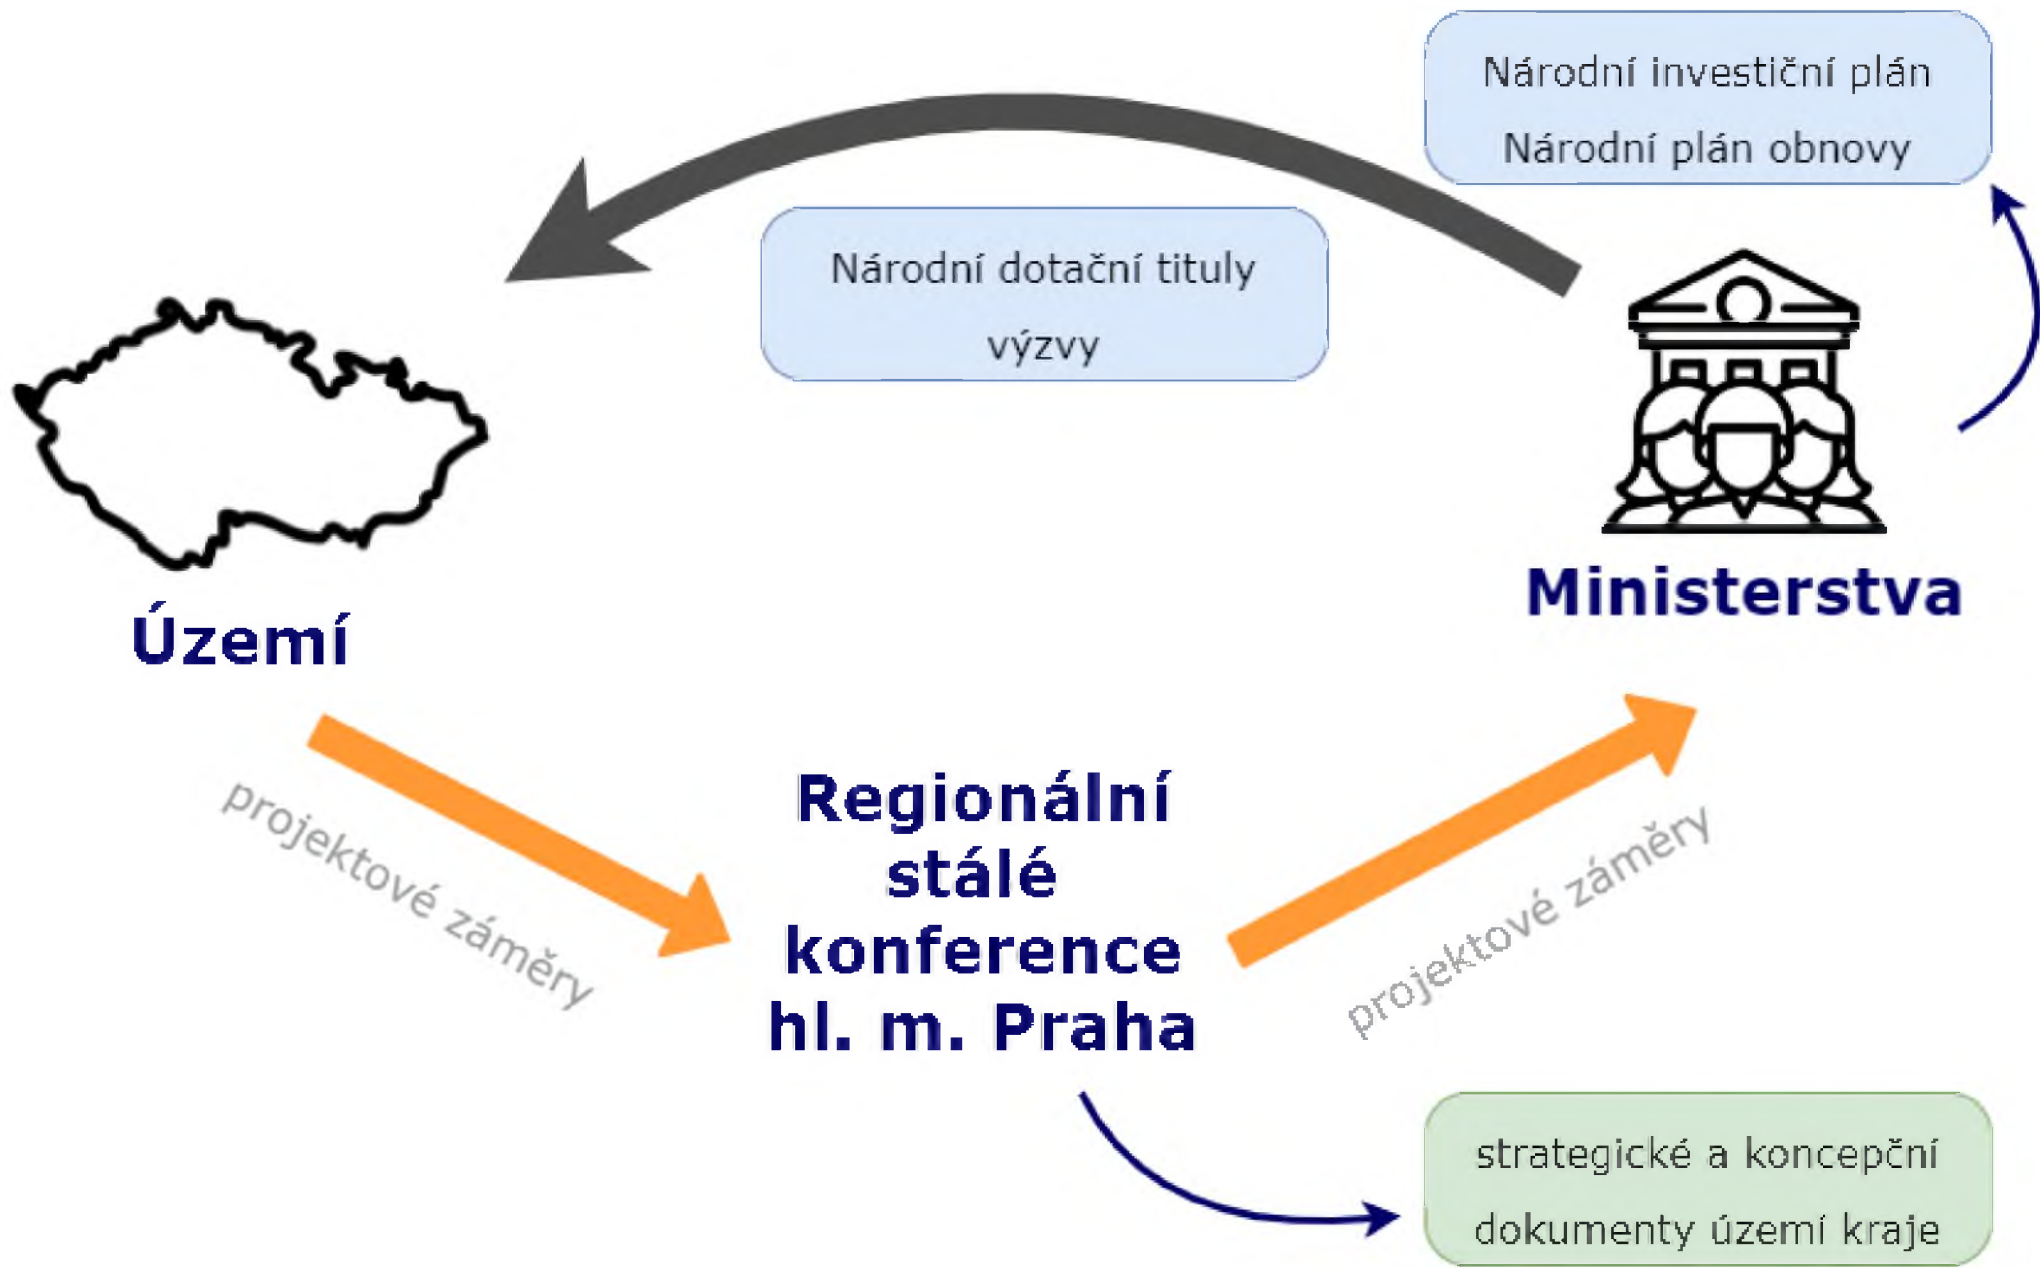 Národní investiční plán
Národní plán obnovy
Národní dotační tituly
výzvy
Ministerstva
Území
projektové záměry
Regionální
stálé
konference
hl. m. Praha
projektové záměry
strategické a koncepční
dokumenty území kraje